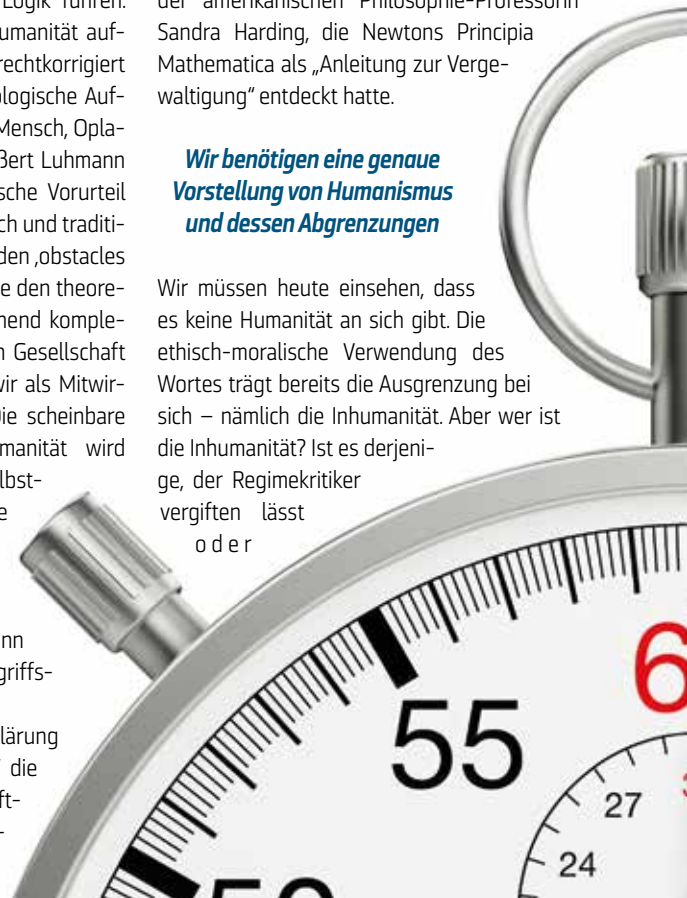 Logik führen.
umanität auf-
rechtkorrigiert
ologische Auf-
Mensch, Opla-
ßert Luhmann
sche Vorurteil
ch und traditi-
den ‚obstacles
e den theore-
nend komple-
n Gesellschaft
wir als Mitwir-
Die scheinbare
manität wird
lbst-
e
nn
griffs-
lärung
die
ft-
-
der amerikanischen Philosophie-Professorin
Sandra Harding, die Newtons Principia
Mathematica als „Anleitung zur Verge-
waltigung“ entdeckt hatte.
Wir benötigen eine genaue
Vorstellung von Humanismus
und dessen Abgrenzungen
Wir müssen heute einsehen, dass
es keine Humanität an sich gibt. Die
ethisch-moralische Verwendung des
Wortes trägt bereits die Ausgrenzung bei
sich – nämlich die Inhumanität. Aber wer ist
die Inhumanität? Ist es derjeni-
ge, der Regimekritiker
vergiften lässt
oder
6
55
27
24
50